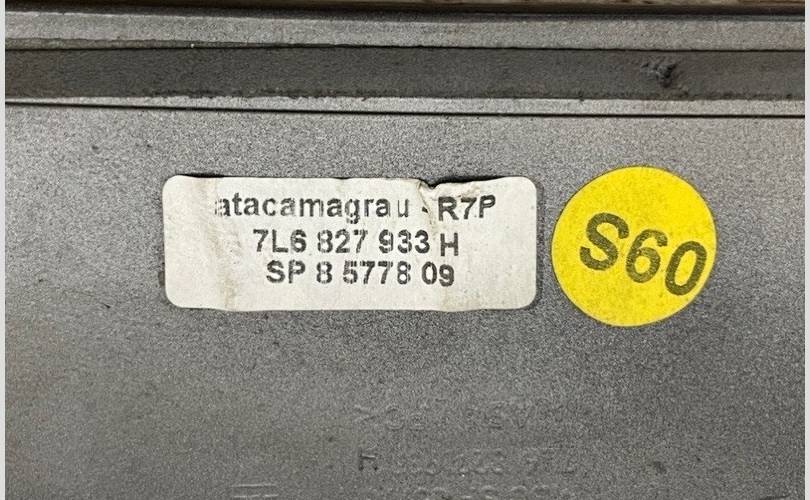 atacamagrau - R7P
7L6 827 933 H
SP 8 5778 09
S60